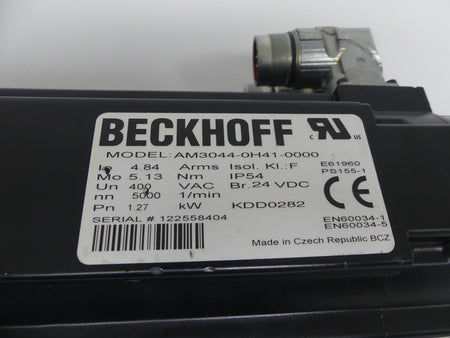 BECKHOFF
c RU us
MODEL: AM3044-0H41-0000
Io 4.84 Arms Isol. Kl.:F E61960
Mo 5.13 Nm IP54 PS155-1
Un 400 VAC Br. 24 VDC
nn 5000 1/min
Pn 1.27 kW KDD0282
SERIAL # 122558404 EN60034-1
EN60034-5
Made in Czech Republic BCZ